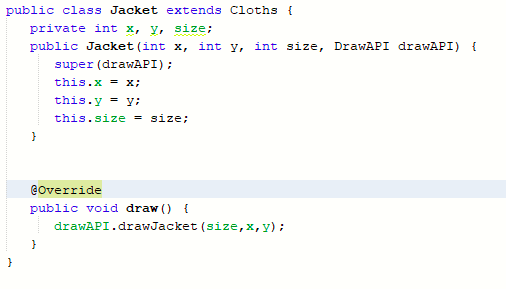 public class Jacket extends Cloths {
private int x, y, size;
public Jacket(int x, int y, int size, DrawAPI drawAPI) {
super(drawAPI);
this.x = x;
this.y = y;
this.size = size;
}
@Override
public void draw() {
drawAPI.drawJacket(size,x,y);
}
}